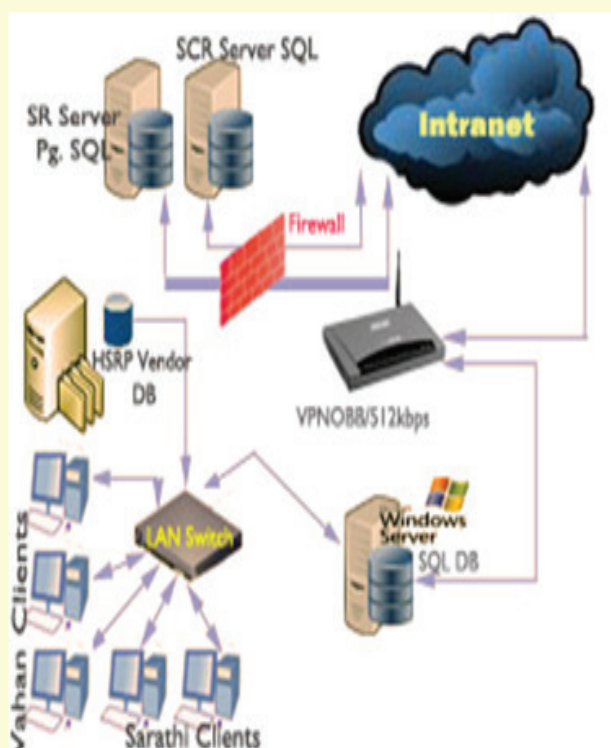 SCR Server SQL
SR Server
Pg. SQL
Intranet
Firewall
HSRP Vendor
DB
VPNOBB/512kbps
LAN Switch
Windows
Server
SQL DB
Vahan Clients
Sarathi Clients